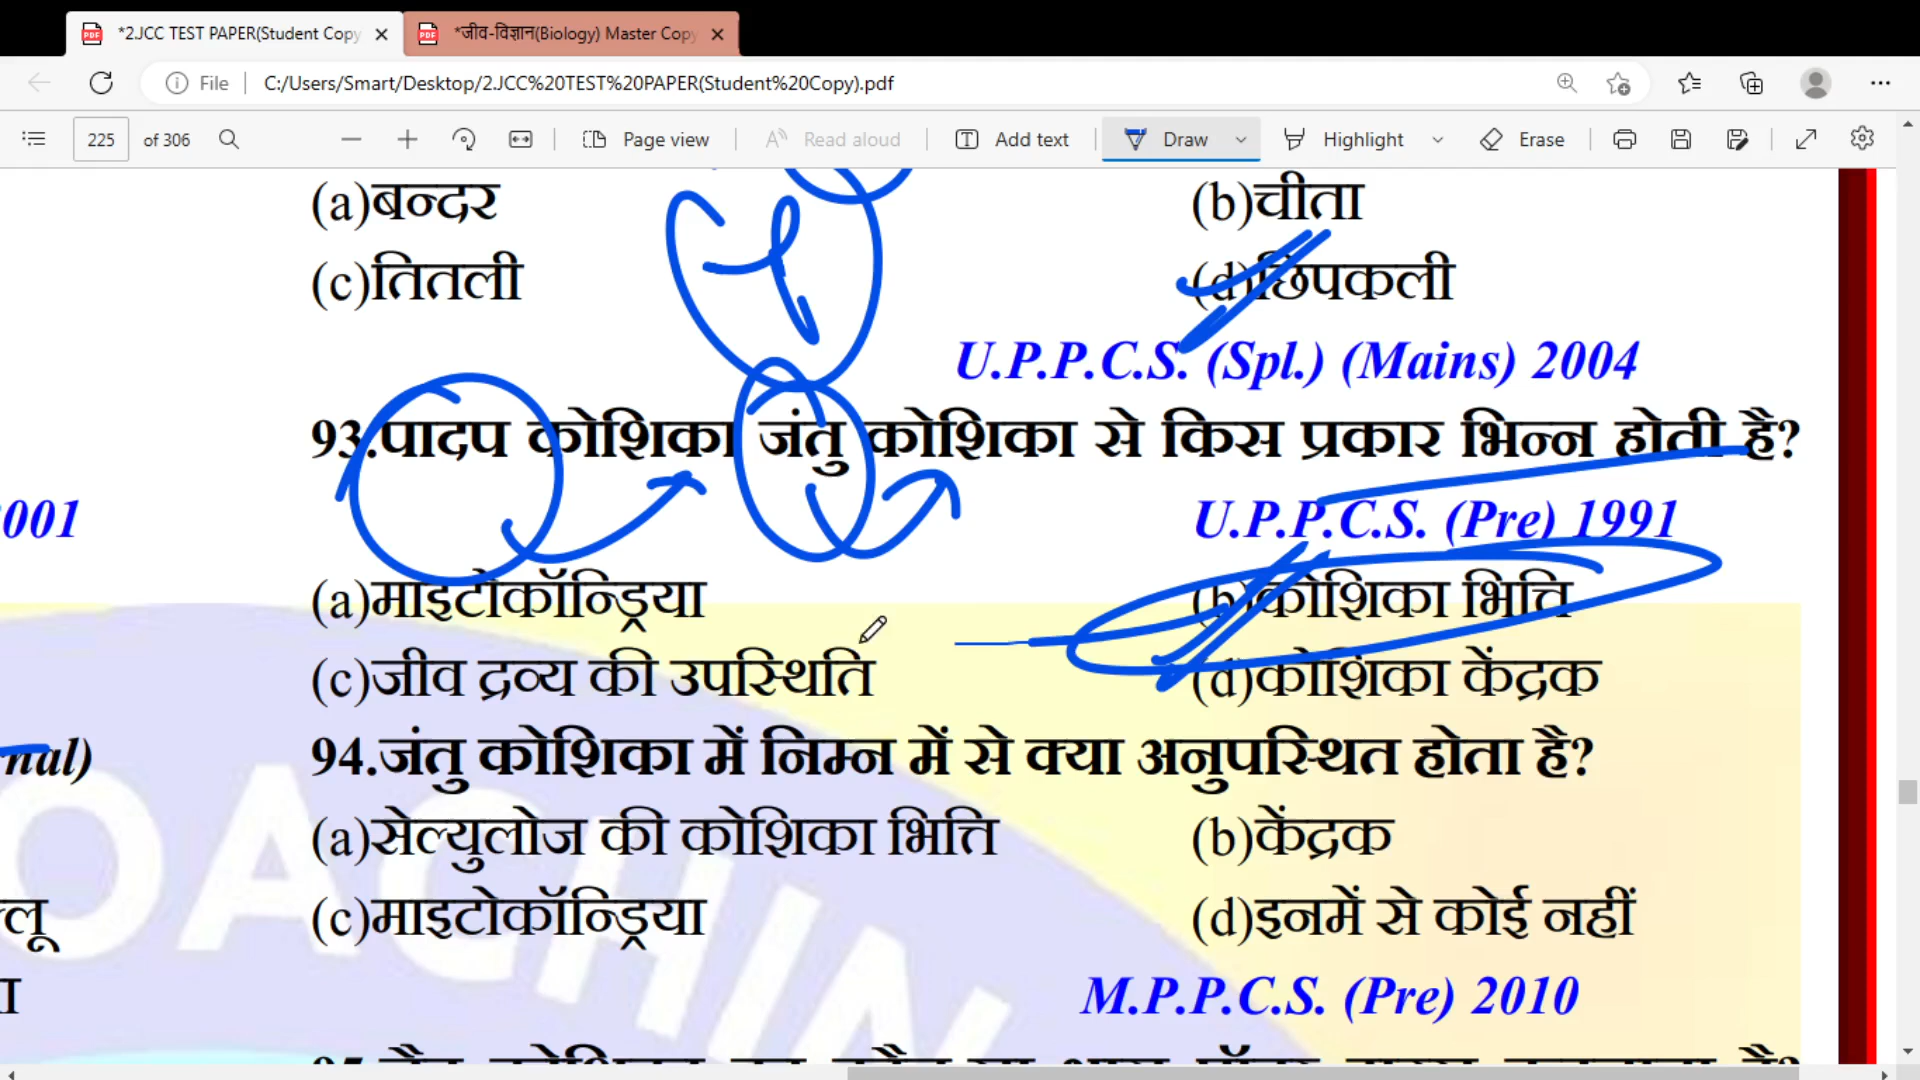 *2.JCC TEST PAPER(Student Copy
*जीव-विज्ञान(Biology) Master Copy
File
C:/Users/Smart/Desktop/2.JCC%20TEST%20PAPER(Student%20Copy).pdf
225 of 306
Page view
Read aloud
Add text
Draw
Highlight
Erase
(a)बन्दर (b)चीता
(c)तितली (d)छिपकली
U.P.P.C.S. (Spl.) (Mains) 2004
93.पादप कोशिका जंतु कोशिका से किस प्रकार भिन्न होती है?
001 U.P.P.C.S. (Pre) 1991
(a)माइटोकॉन्ड्रिया (b)कोशिका भित्ति
(c)जीव द्रव्य की उपस्थिति (d)कोशिका केंद्रक
nal) 94.जंतु कोशिका में निम्न में से क्या अनुपस्थित होता है?
(a)सेल्युलोज की कोशिका भित्ति (b)केंद्रक
(c)माइटोकॉन्ड्रिया (d)इनमें से कोई नहीं
M.P.P.C.S. (Pre) 2010
OACHIN